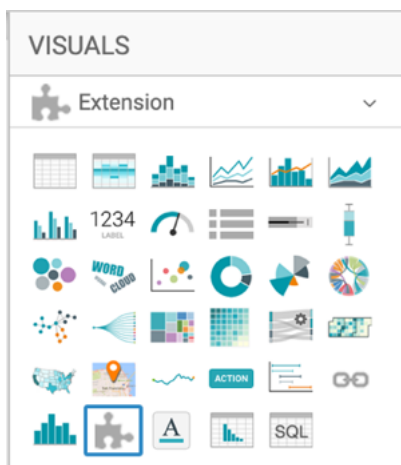 VISUALS
Extension
1234
LABEL
WORD
CLOUD
ACTION
A
SQL